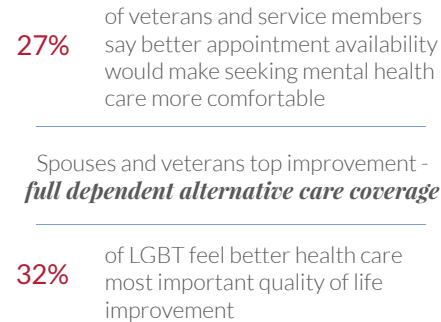 of veterans and service members
27% say better appointment availability
would make seeking mental health
care more comfortable
Spouses and veterans top improvement -
full dependent alternative care coverage
of LGBT feel better health care
32% most important quality of life
improvement